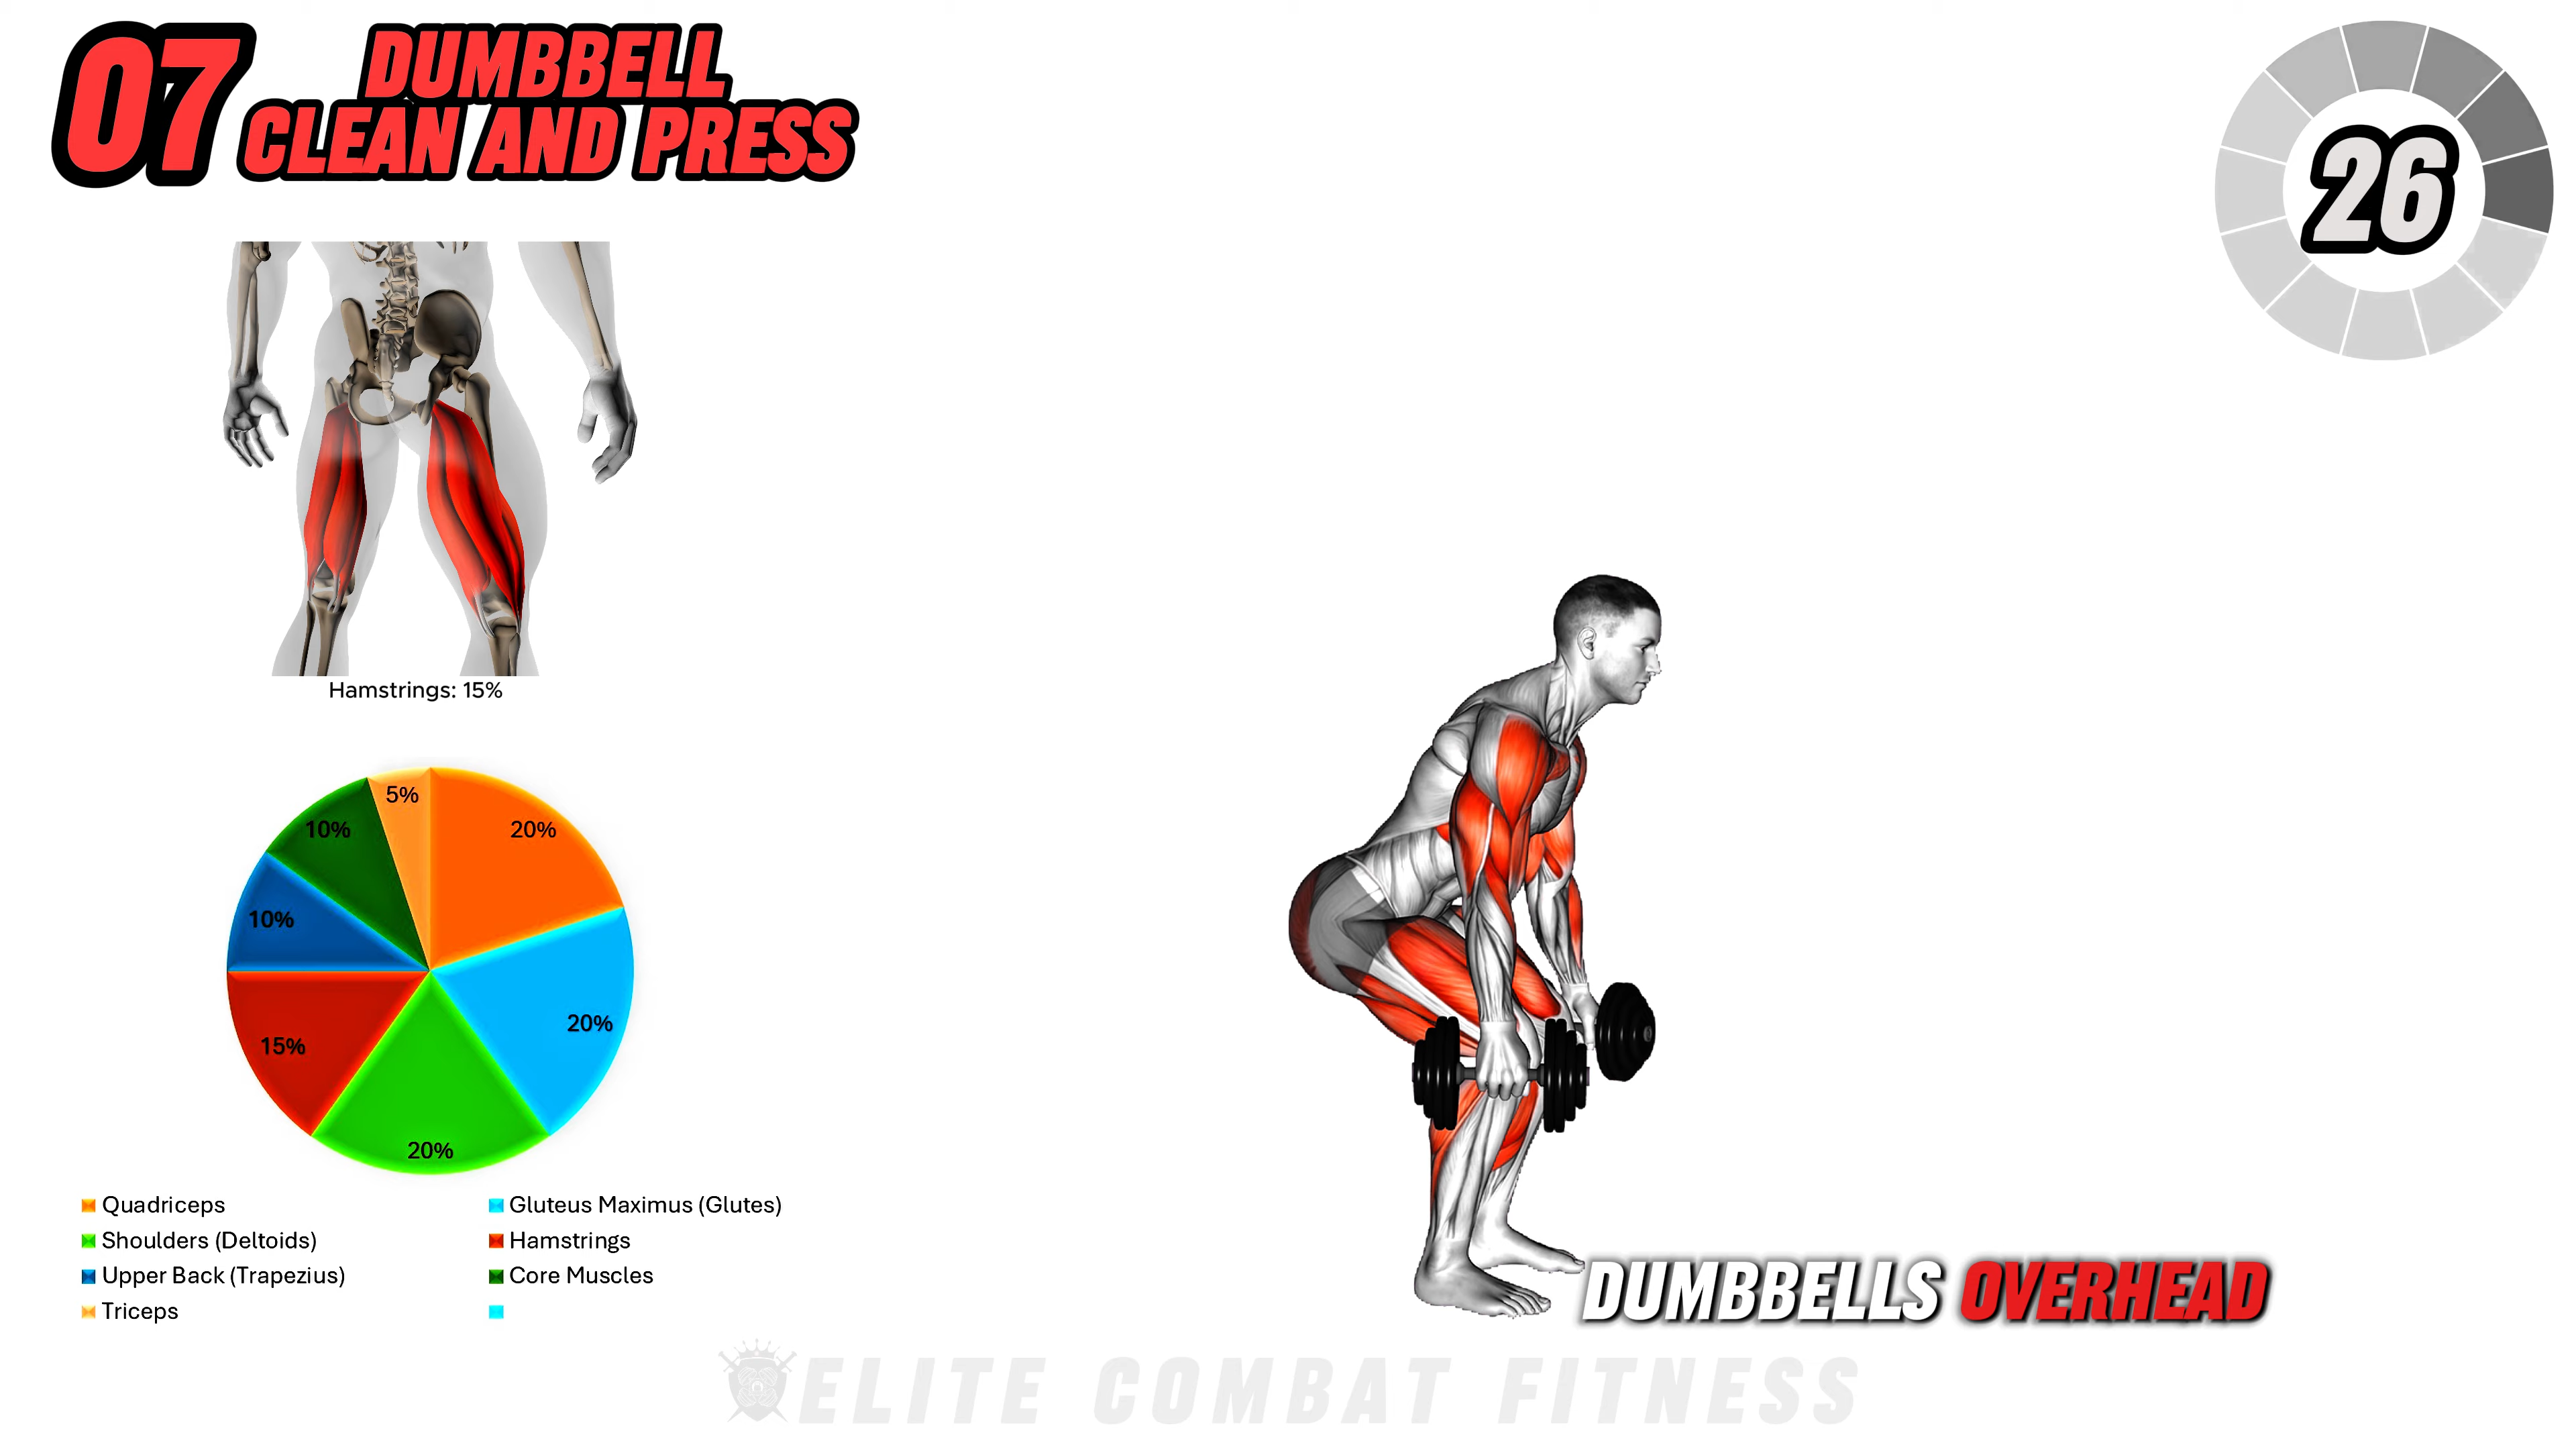 07
DUMBBELL
CLEAN AND PRESS
26
Hamstrings: 15%
5%
20%
10%
10%
20%
15%
20%
Quadriceps
Gluteus Maximus (Glutes)
Shoulders (Deltoids)
Hamstrings
Upper Back (Trapezius)
Core Muscles
Triceps
DUMBBELLS OVERHEAD
ELITE COMBAT FITNESS